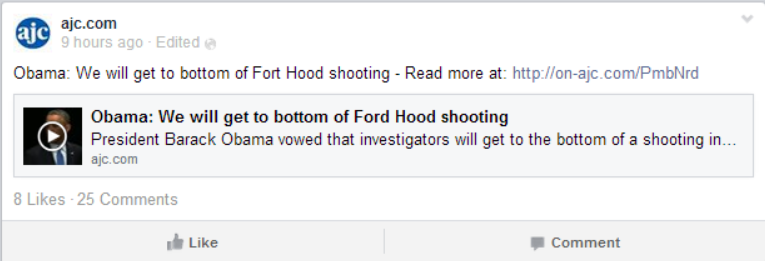 ajc
ajc.com
9 hours ago · Edited
Obama: We will get to bottom of Fort Hood shooting - Read more at: http://on-ajc.com/PmbNrd
Obama: We will get to bottom of Ford Hood shooting
President Barack Obama vowed that investigators will get to the bottom of a shooting in...
ajc.com
8 Likes · 25 Comments
Like
Comment